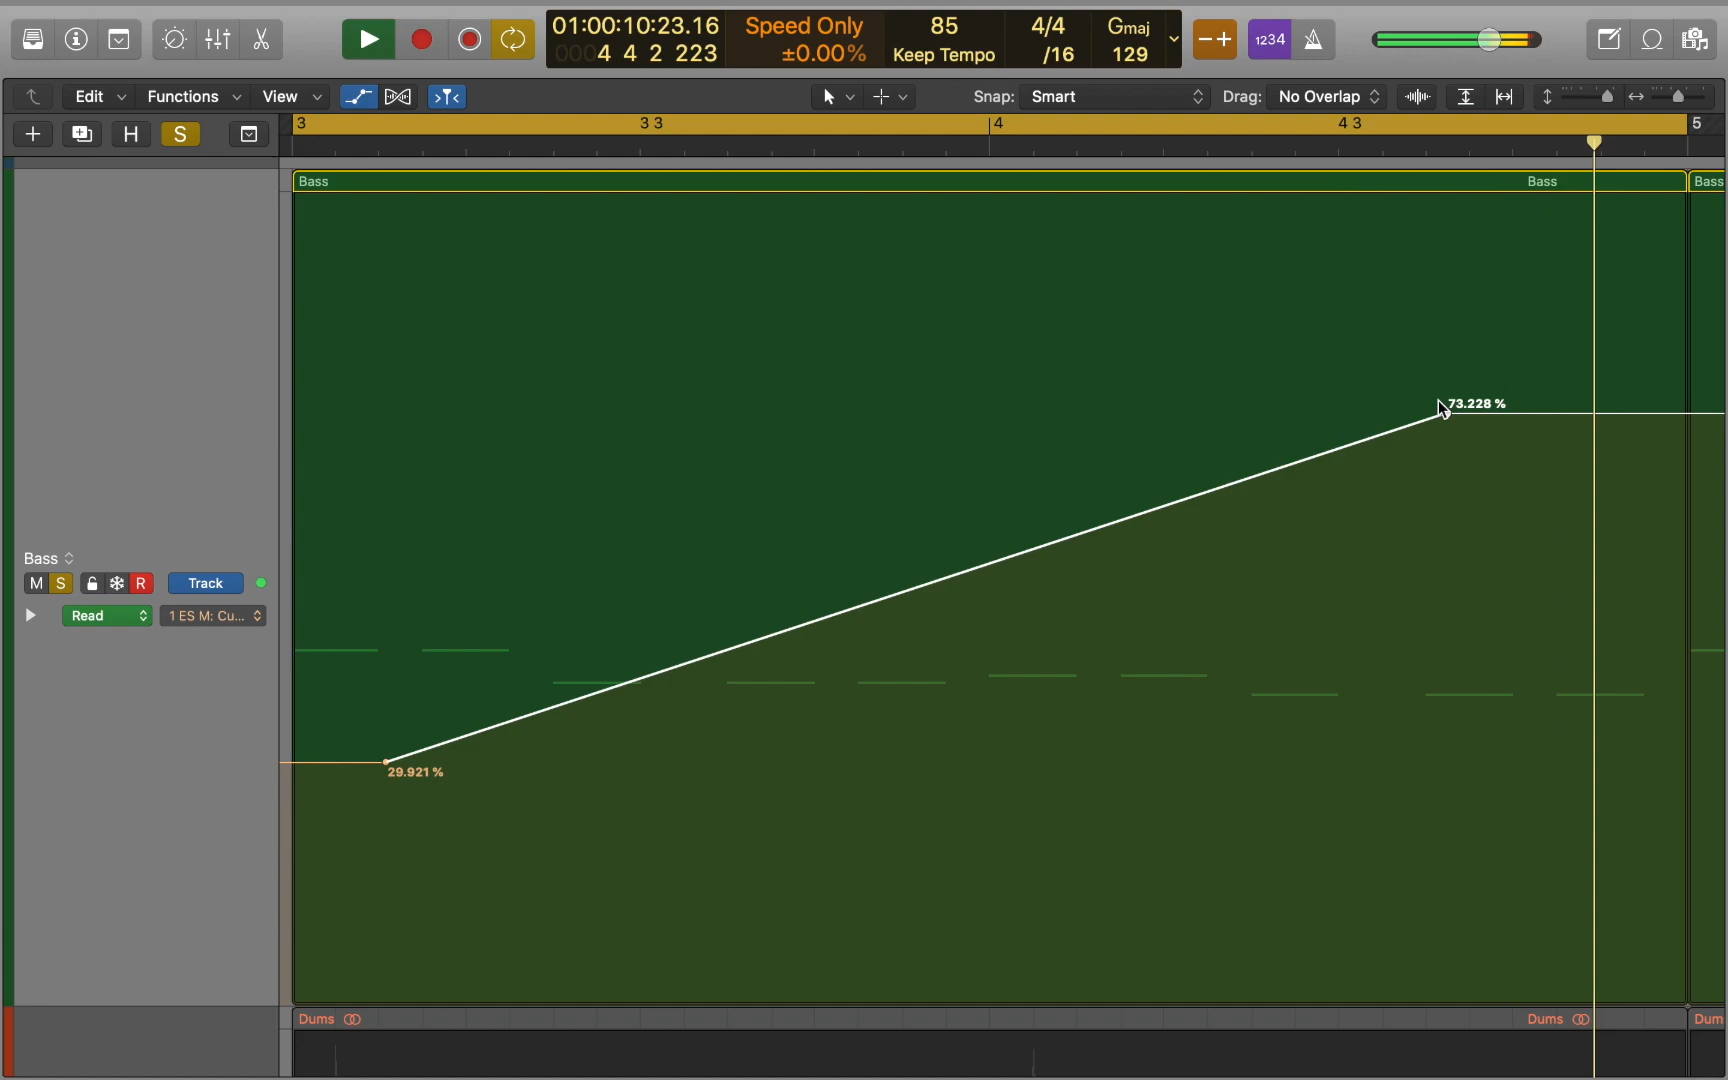 01:00:10:23.16 Speed Only 85 4/4 Gmaj
0004 4 2 223 ±0.00% Keep Tempo /16 129
1234
Edit Functions View Snap: Smart Drag: No Overlap
H S
3 3 3 4 4 3 5
Bass Bass Bass
73.228 %
Bass
M S R Track
Read 1 ES M: Cu...
29.921 %
Dums Dums Dum